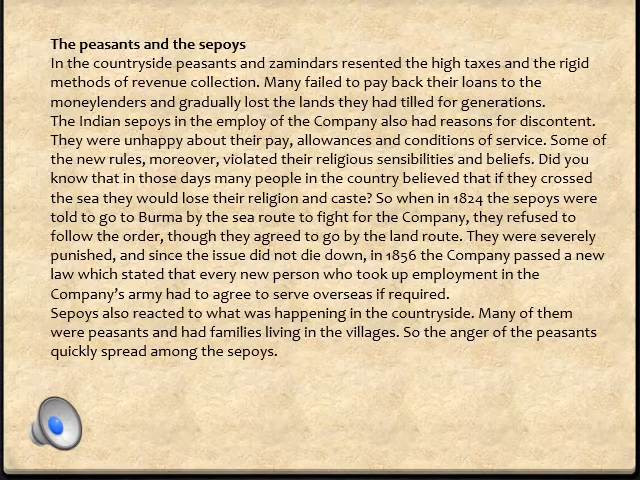 The peasants and the sepoys
In the countryside peasants and zamindars resented the high taxes and the rigid
methods of revenue collection. Many failed to pay back their loans to the
moneylenders and gradually lost the lands they had tilled for generations.
The Indian sepoys in the employ of the Company also had reasons for discontent.
They were unhappy about their pay, allowances and conditions of service. Some of
the new rules, moreover, violated their religious sensibilities and beliefs. Did you
know that in those days many people in the country believed that if they crossed
the sea they would lose their religion and caste? So when in 1824 the sepoys were
told to go to Burma by the sea route to fight for the Company, they refused to
follow the order, though they agreed to go by the land route. They were severely
punished, and since the issue did not die down, in 1856 the Company passed a new
law which stated that every new person who took up employment in the
Company's army had to agree to serve overseas if required.
Sepoys also reacted to what was happening in the countryside. Many of them
were peasants and had families living in the villages. So the anger of the peasants
quickly spread among the sepoys.